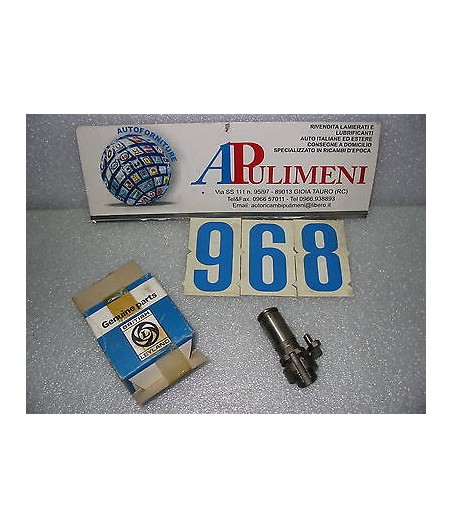 AUTOFORNITURE
APULIMENI
RIVENDITA LAMIERATI E
LUBRIFICANTI
AUTO ITALIANE ED ESTERE
CONSEGNE A DOMICILIO
SPECIALIZZATO IN RICAMBI D'EPOCA
• Via SS 111 n. 95/97 - 89013 GIOIA TAURO (RC)
Tel&Fax. 0966 57011 - Tel 0966.938893
Email: autoricambipulimeni@libero.it
968
Genuine parts
BRITISH
L
LEYLAND